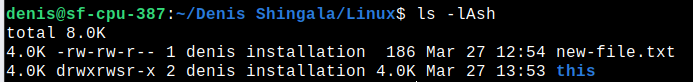 denis@sf-cpu-387:~/Denis Shingala/Linux$ ls -lAsh
total 8.0K
4.0K -rw-rw-r-- 1 denis installation  186 Mar 27 12:54 new-file.txt
4.0K drwxrwsr-x 2 denis installation 4.0K Mar 27 13:53 this